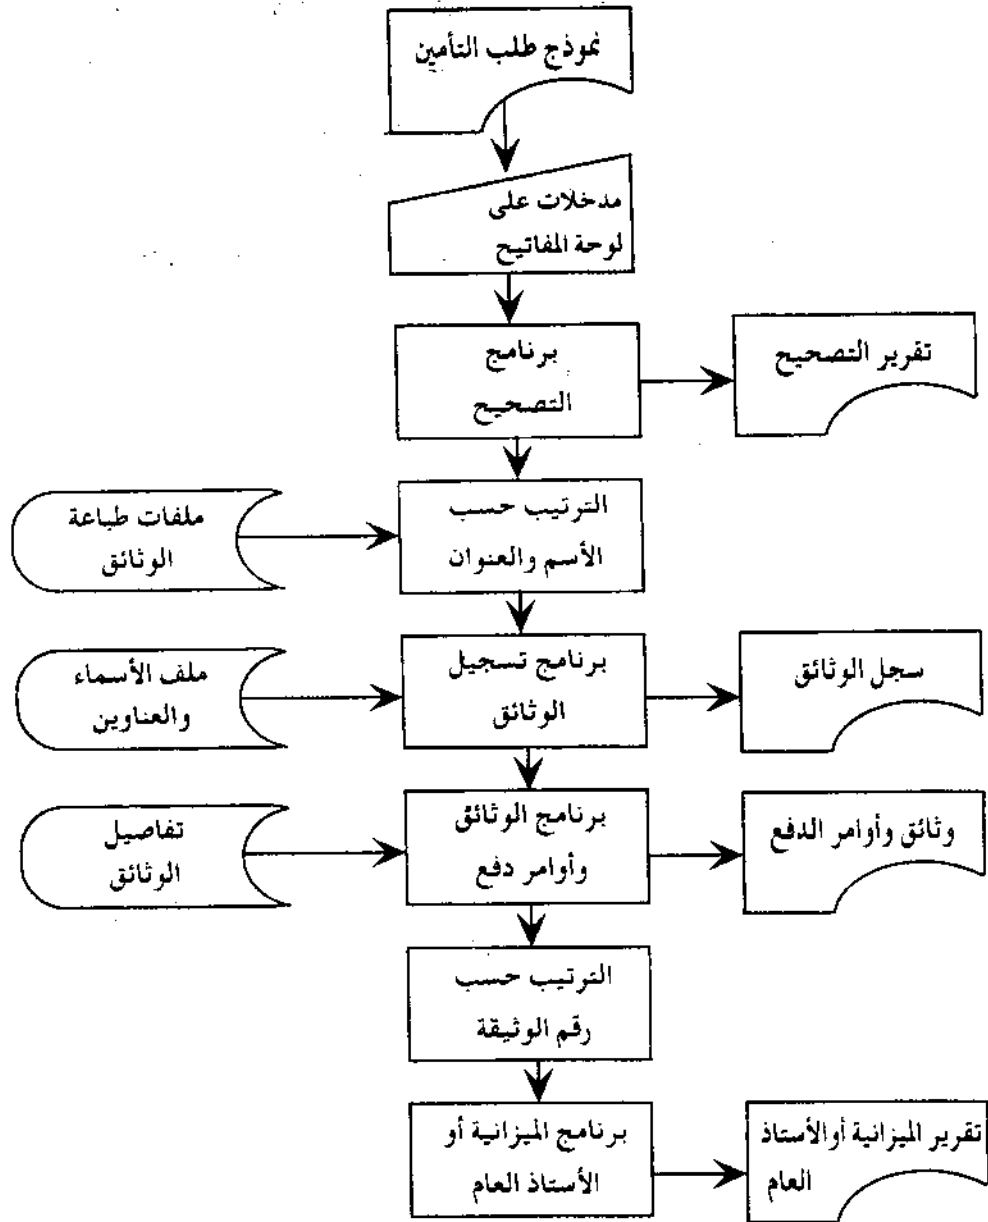 نموذج طلب التأمين
مدخلات على
لوحة المفاتيح
برنامج
التصحيح
تقرير التصحيح
الترتيب حسب
الأسم والعنوان
ملفات طباعة
الوثائق
برنامج تسجيل
الوثائق
سجل الوثائق
ملف الأسماء
والعناوين
برنامج الوثائق
وأوامر دفع
وثائق وأوامر الدفع
تفاصيل
الوثائق
الترتيب حسب
رقم الوثيقة
برنامج الميزانية أو
الأستاذ العام
تقرير الميزانية أوالأستاذ
العام